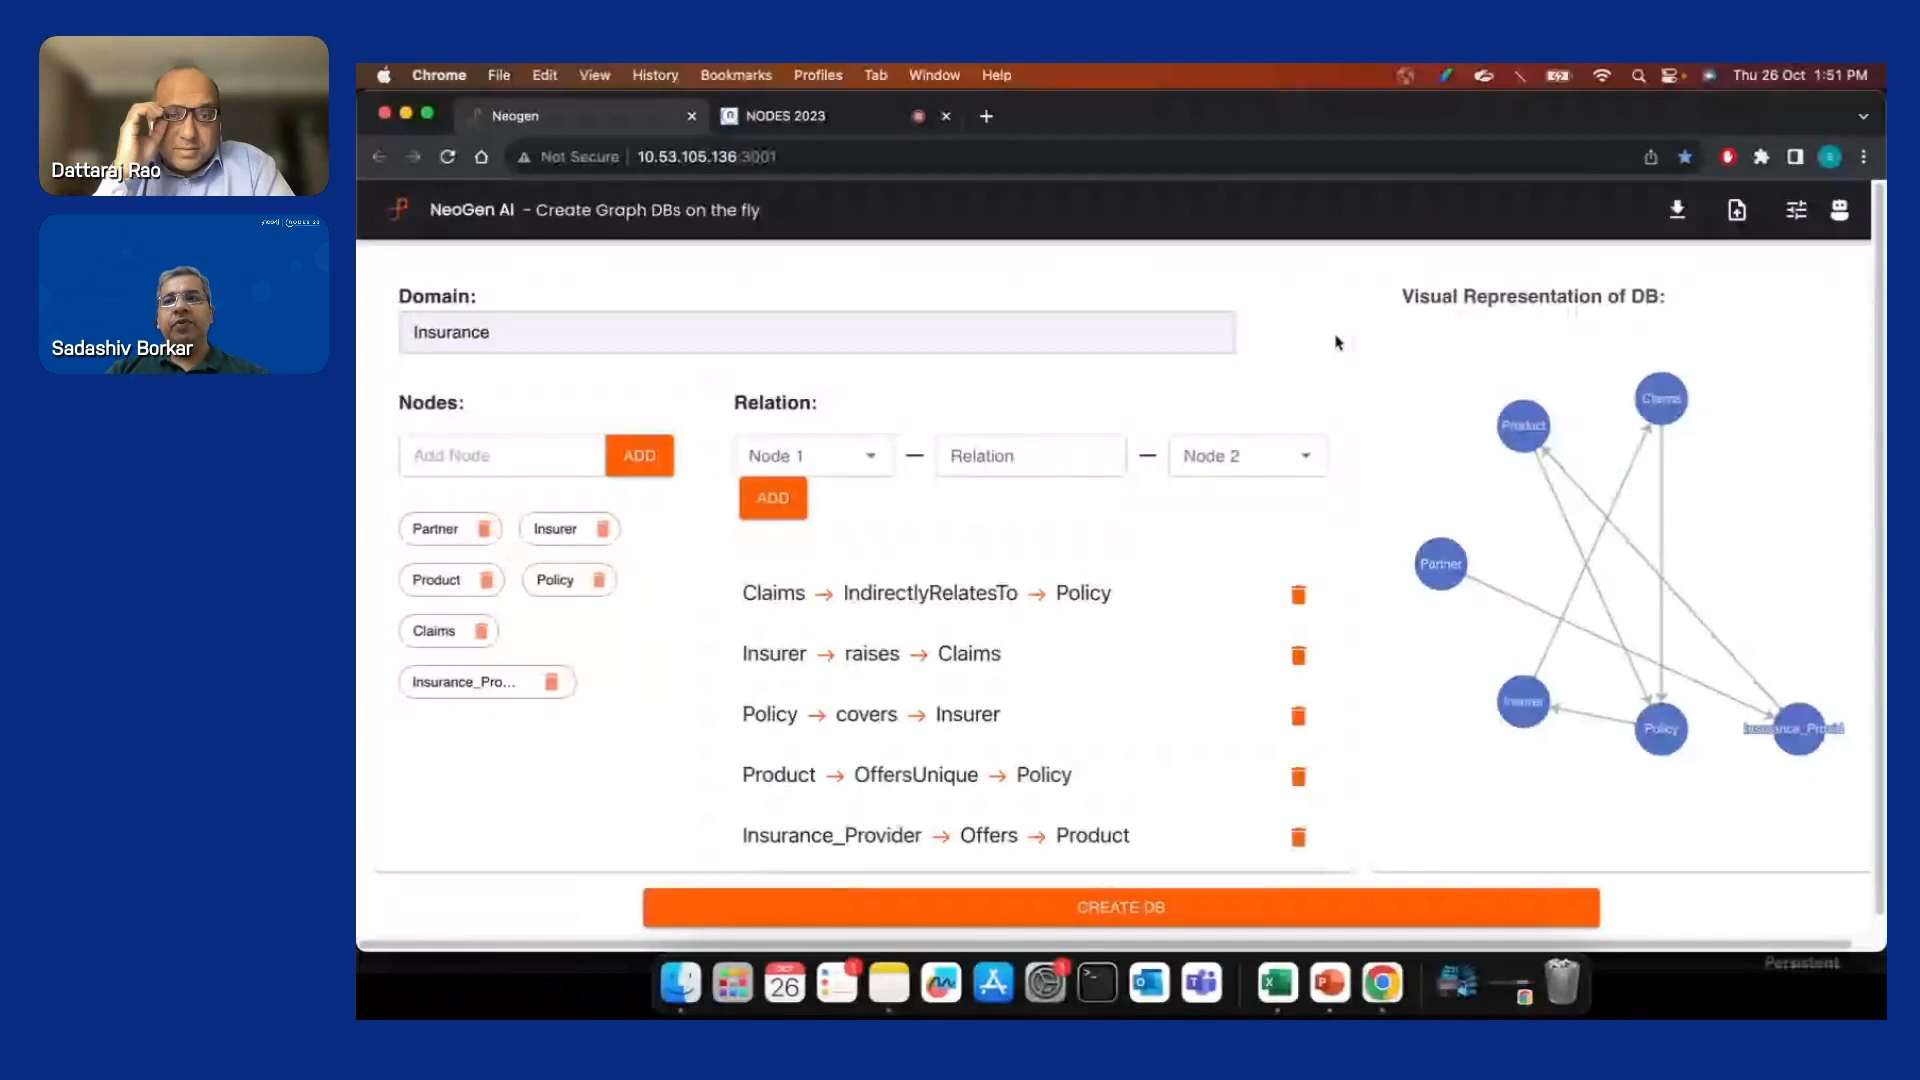 Dattaraj Rao
Sadashiv Borkar
Chrome File Edit View History Bookmarks Profiles Tab Window Help
Thu 26 Oct 1:51 PM
Neogen
NODES 2023
Not Secure 10.53.105.136:3001
NeoGen AI - Create Graph DBs on the fly
Domain:
Insurance
Nodes:
Add Node
ADD
Partner
Insurer
Product
Policy
Claims
Insurance_Pro...
Relation:
Node 1 — Relation — Node 2
ADD
Claims → IndirectlyRelatesTo → Policy
Insurer → raises → Claims
Policy → covers → Insurer
Product → OffersUnique → Policy
Insurance_Provider → Offers → Product
Visual Representation of DB:
Claims
Product
Partner
Insurer
Policy
CREATE DB
Persistent
OCT
26